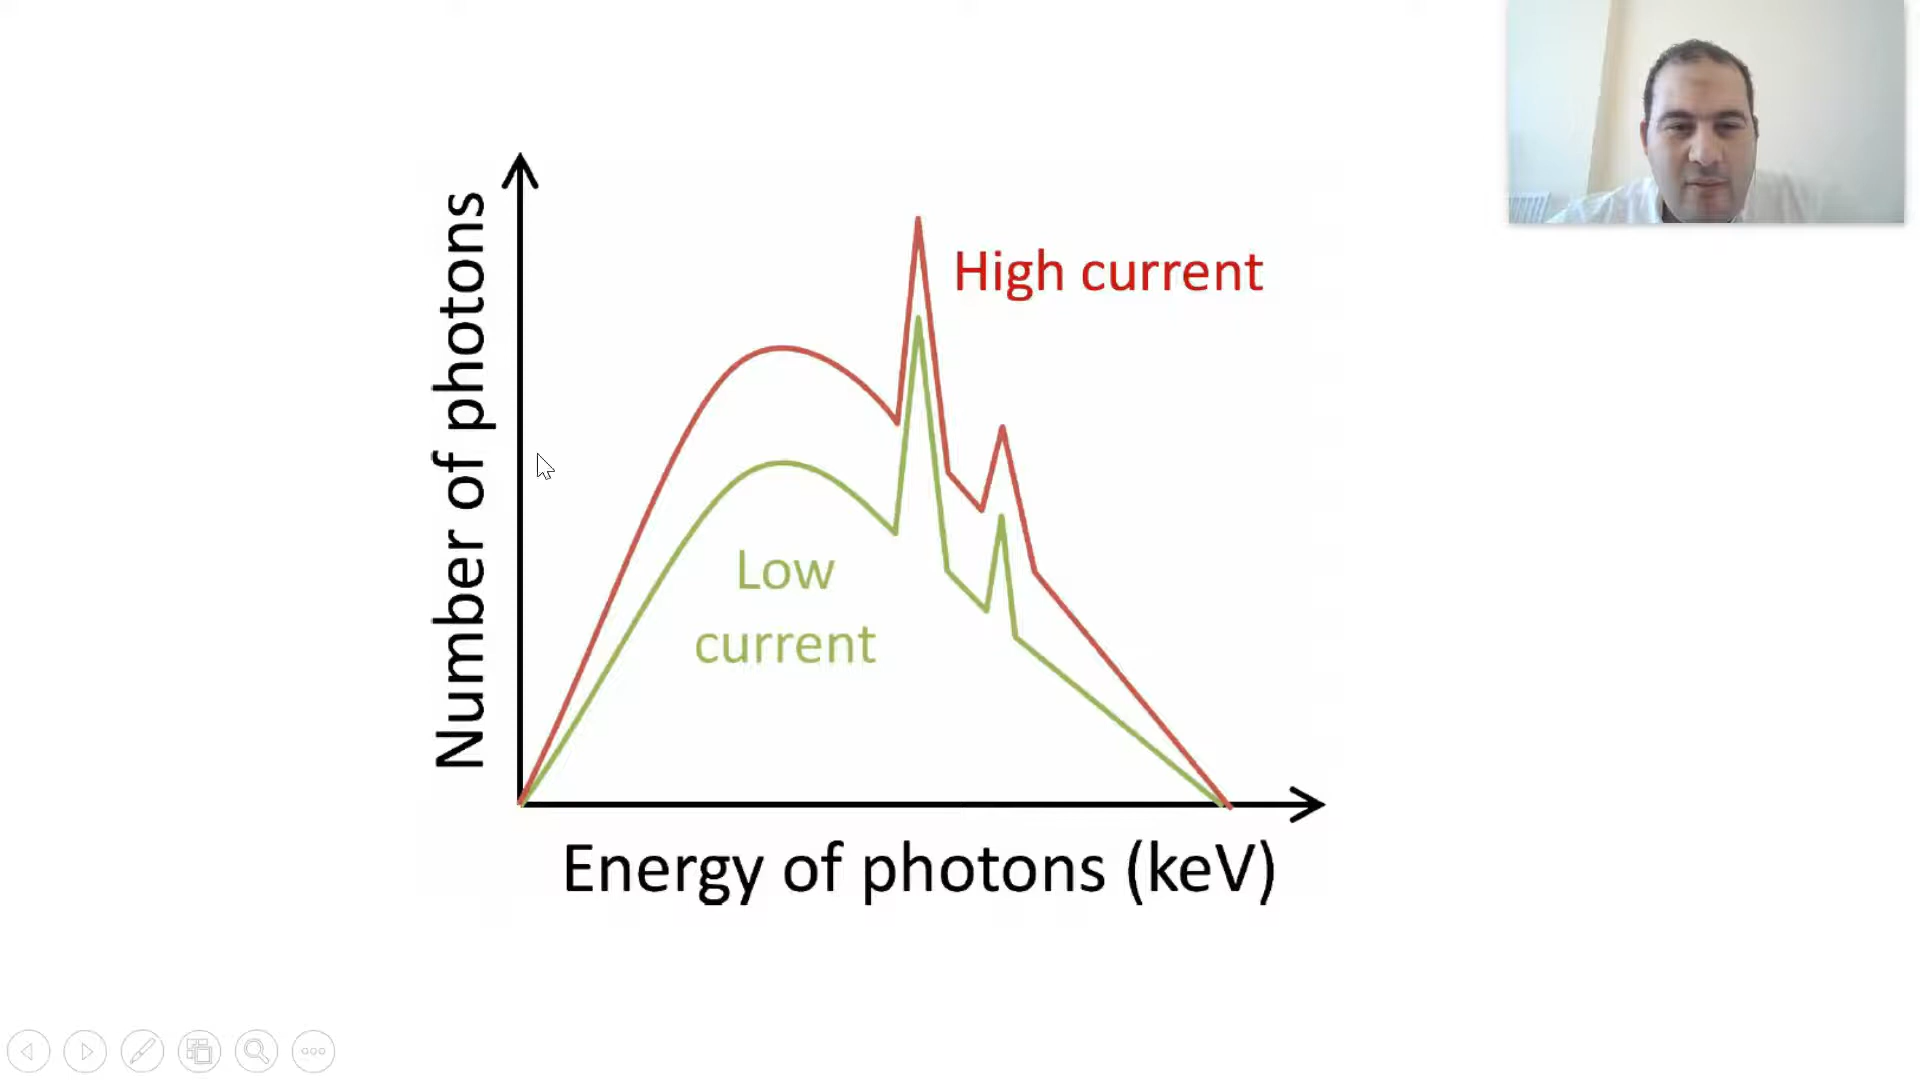 Number of photons
High current
Low
current
Energy of photons (keV)